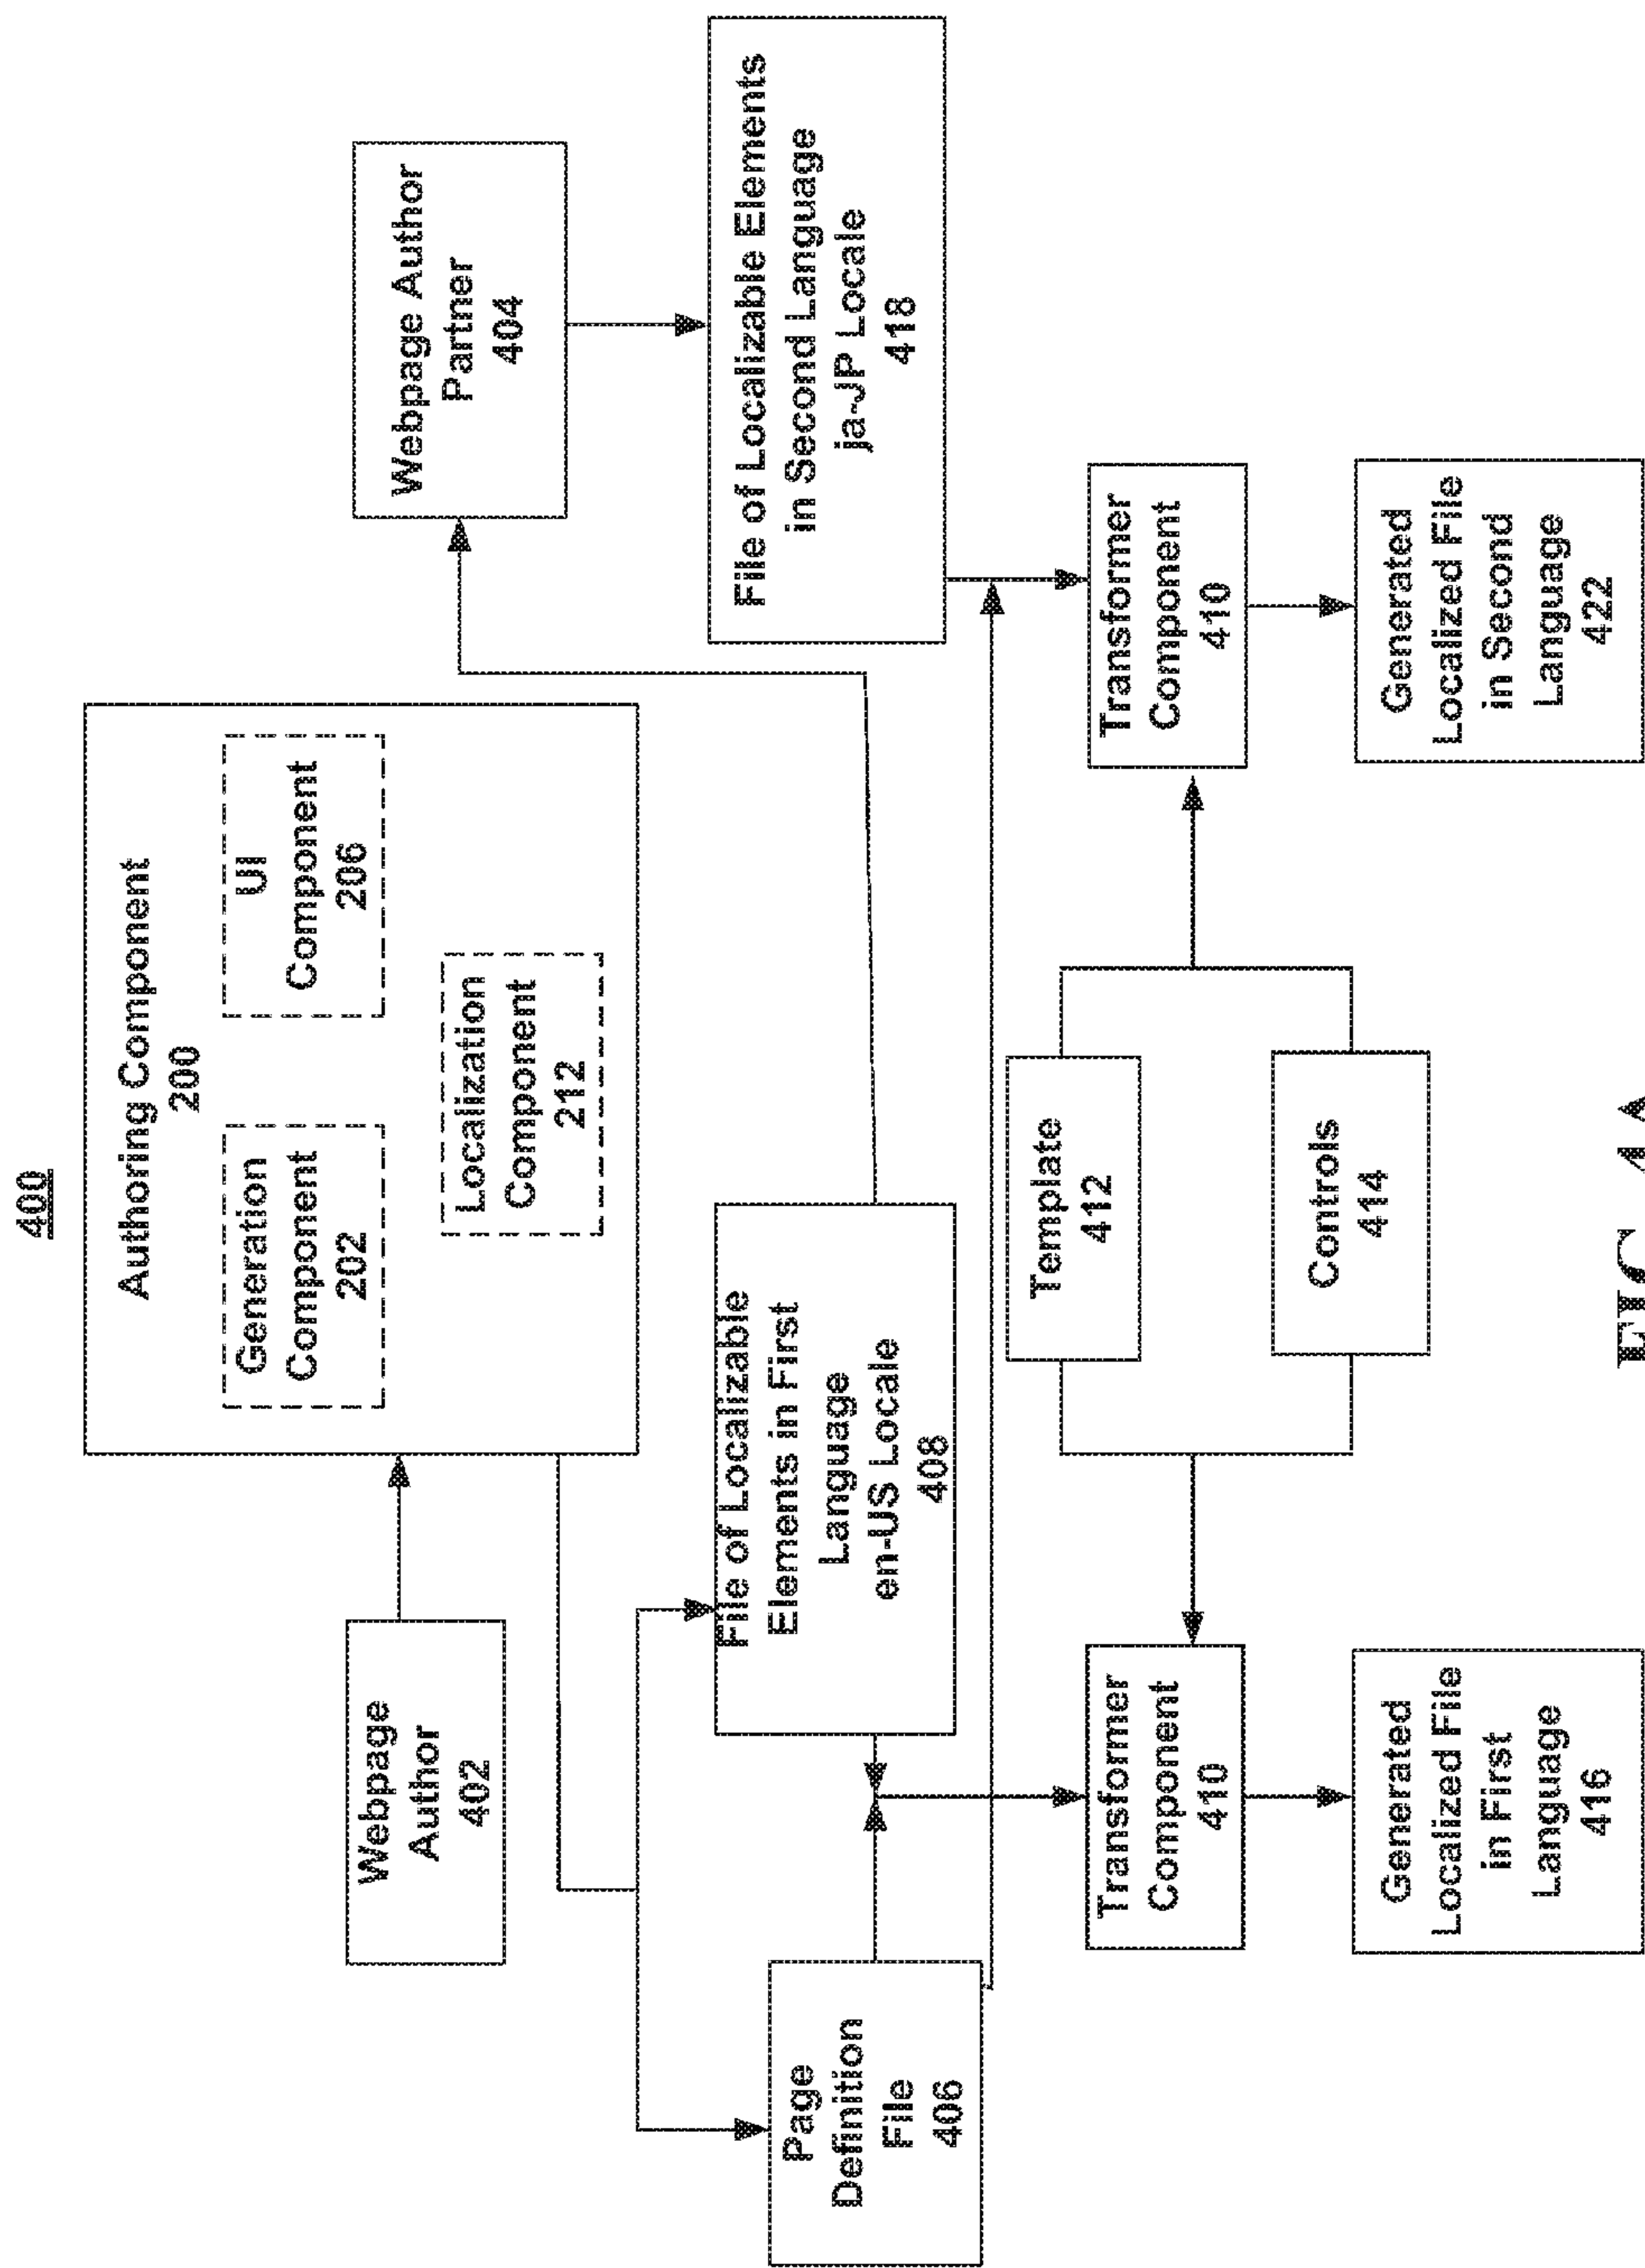 400
Authoring Component
200
Generation
Component
202
UI
Component
206
Localization
Component
212
Webpage
Author
402
Webpage Author
Partner
404
Page
Definition
File
406
File of Localizable
Elements in First
Language
en-US Locale
408
File of Localizable Elements
in Second Language
ja-JP Locale
418
Transformer
Component
410
Template
412
Controls
414
Transformer
Component
410
Generated
Localized File
in First
Language
416
Generated
Localized File
in Second
Language
422